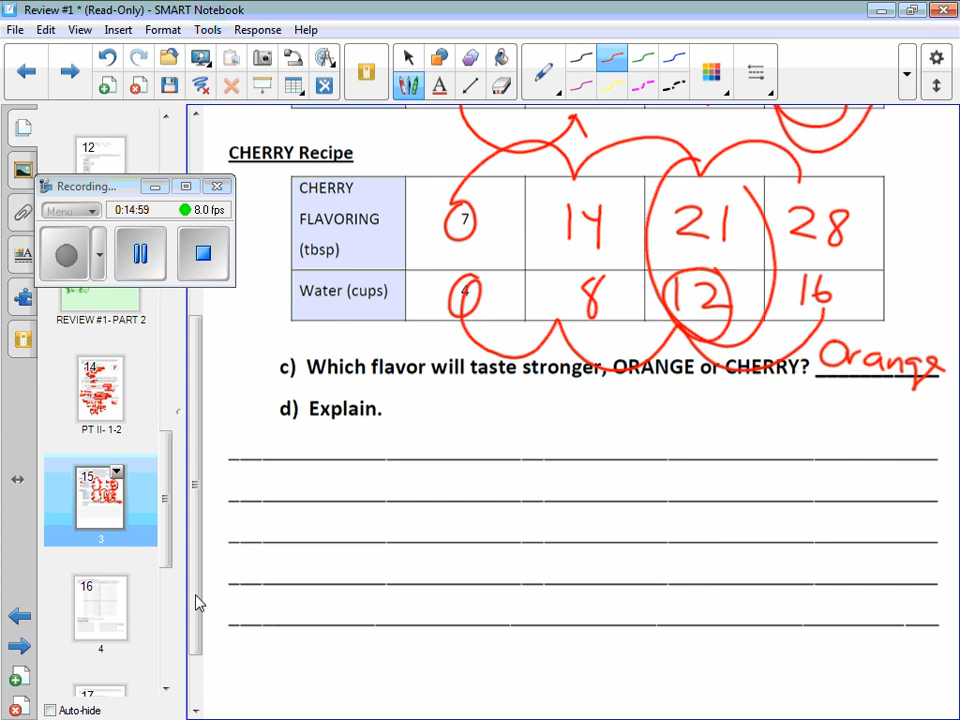 Review #1 * (Read-Only) - SMART Notebook
File Edit View Insert Format Tools Response Help
12
Recording...
Menu 0:14:59 8.0 fps
REVIEW #1- PART 2
14
PT II- 1-2
15
3
16
4
17
Auto-hide
CHERRY Recipe
CHERRY
FLAVORING
(tbsp)
7 14 21 28
Water (cups) 4 8 12 16
c) Which flavor will taste stronger, ORANGE or CHERRY? Orange
d) Explain.